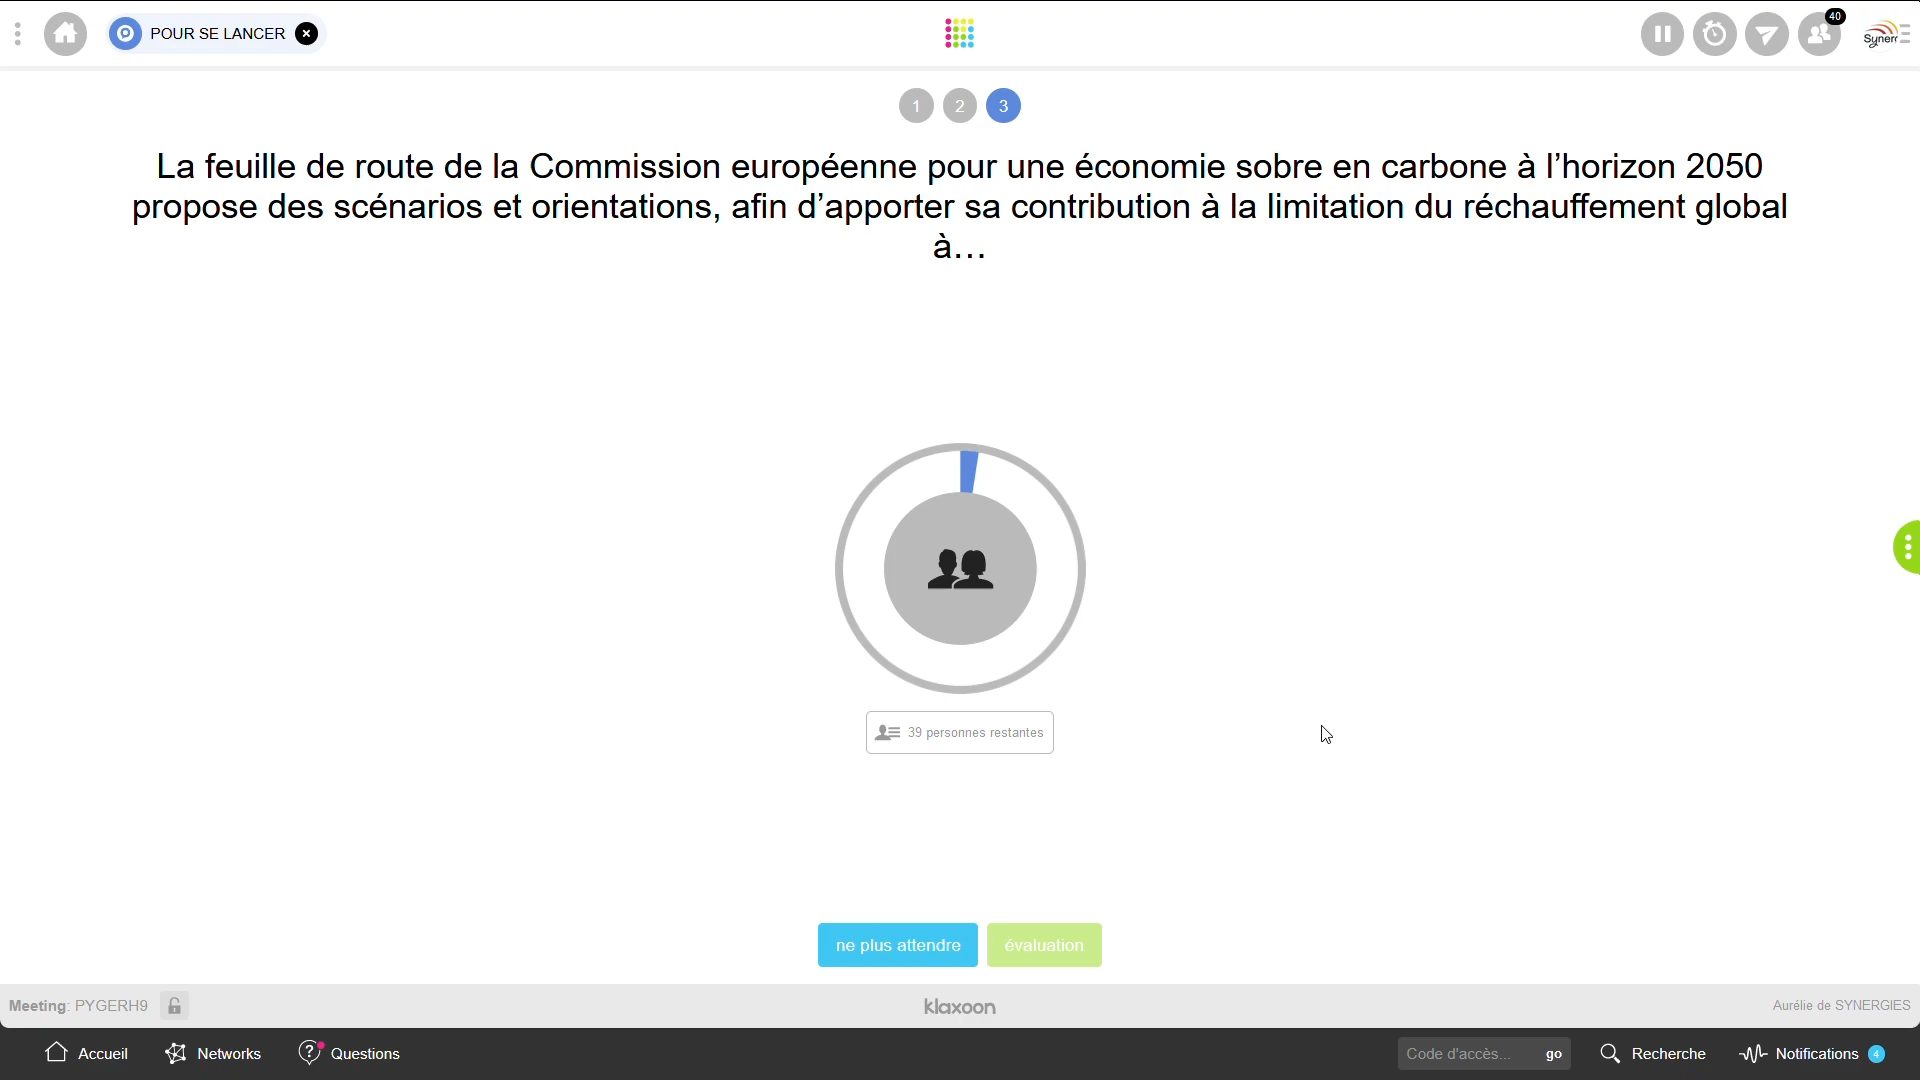 POUR SE LANCER
40
Synerg
1 2 3
La feuille de route de la Commission européenne pour une économie sobre en carbone à l’horizon 2050
propose des scénarios et orientations, afin d’apporter sa contribution à la limitation du réchauffement global
à…
39 personnes restantes
ne plus attendre
évaluation
Meeting: PYGERH9
klaxoon
Aurélie de SYNERGIES
Accueil
Networks
? Questions
Code d'accès... go
Recherche
Notifications 4